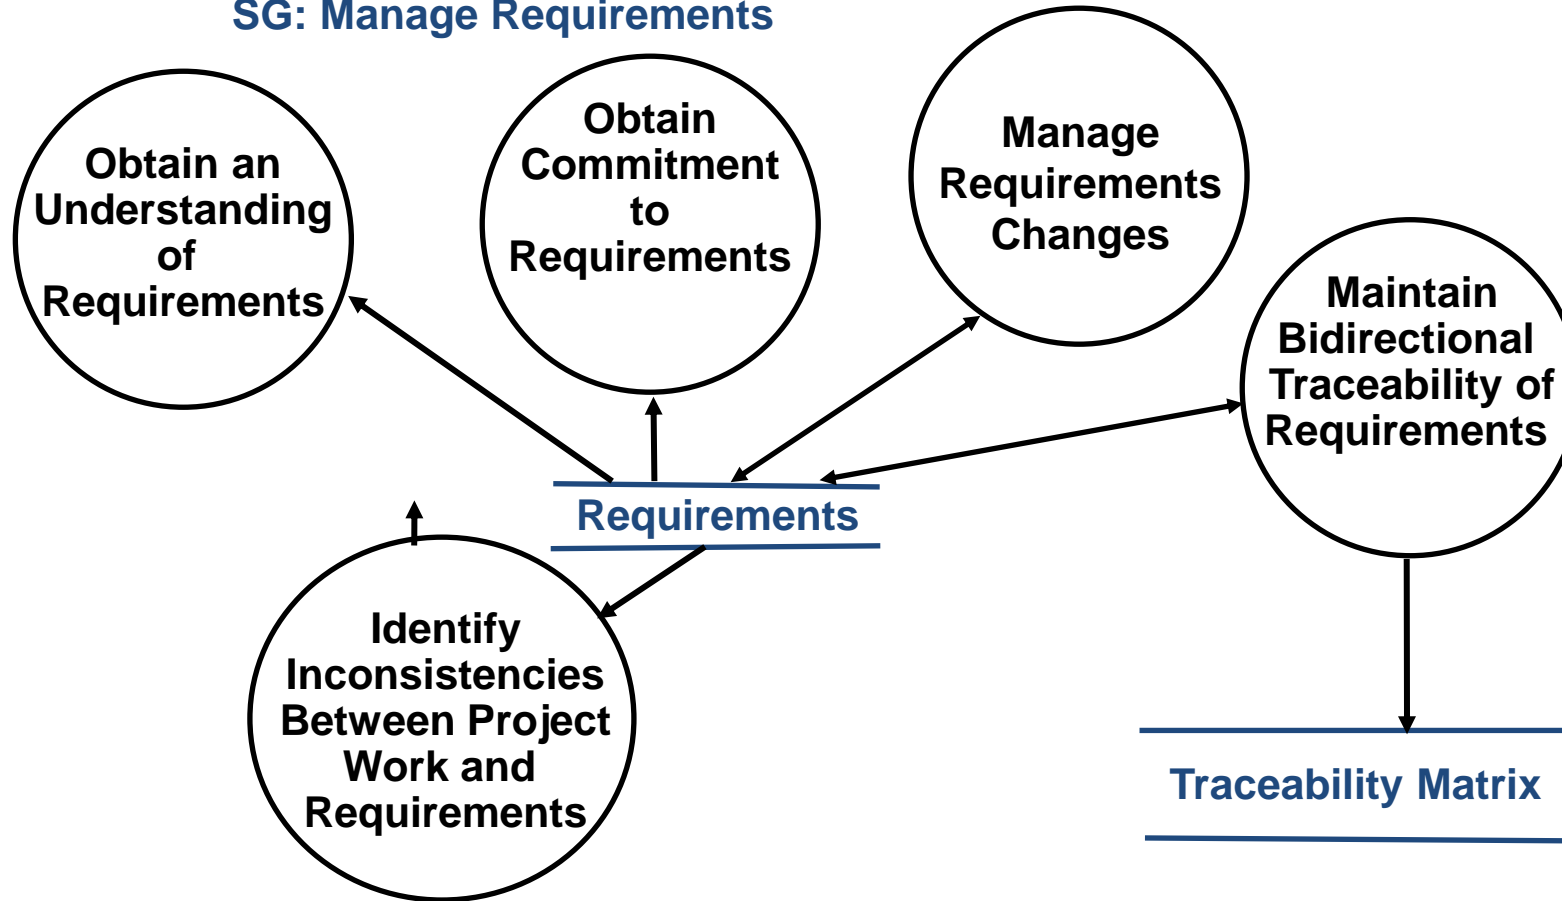 SG: Manage Requirements
Obtain an
Understanding
of
Requirements
Obtain
Commitment
to
Requirements
Manage
Requirements
Changes
Maintain
Bidirectional
Traceability of
Requirements
Requirements
Identify
Inconsistencies
Between Project
Work and
Requirements
Traceability Matrix